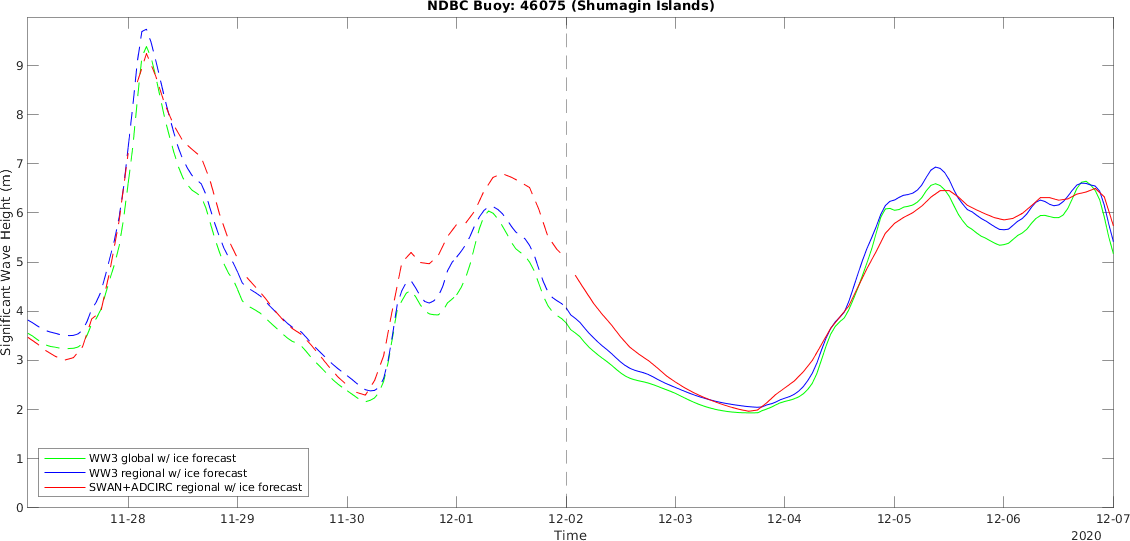 NDBC Buoy: 46075 (Shumagin Islands)
9
8
7
6
5
4
3
2
1
0
Significant Wave Height (m)
WW3 global w/ ice forecast
WW3 regional w/ ice forecast
SWAN+ADCIRC regional w/ ice forecast
11-28 11-29 11-30 12-01 12-02 12-03 12-04 12-05 12-06 12-07
Time
2020